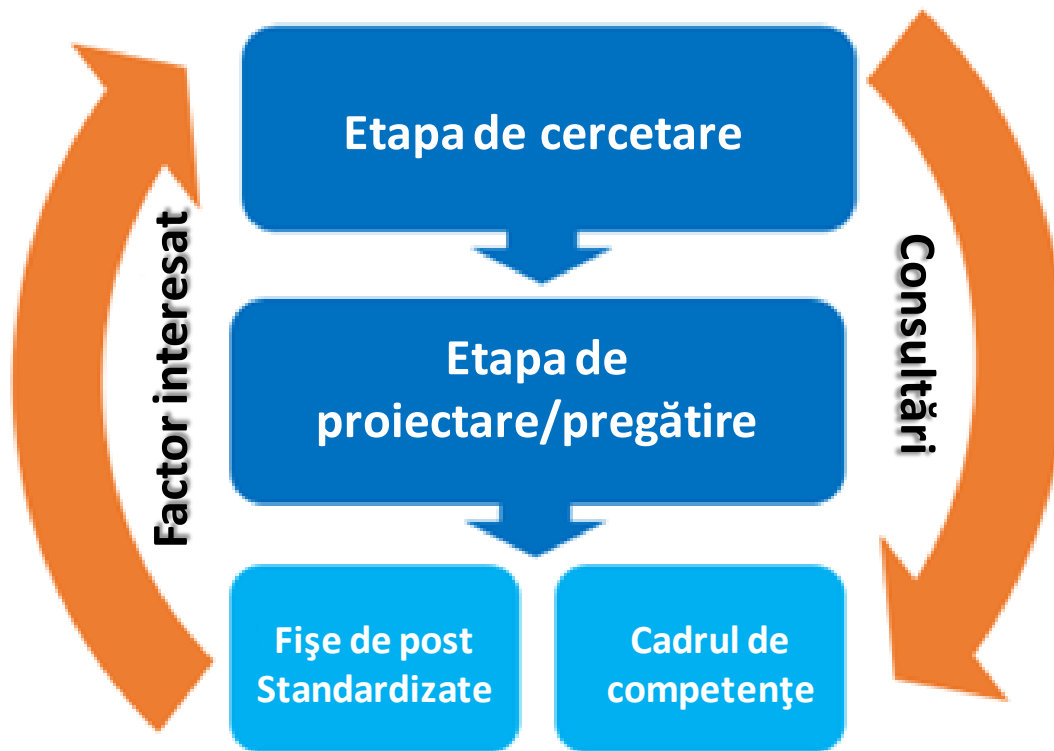 Etapa de cercetare
Factor interesat
Consultări
Etapa de
proiectare/pregătire
Fişe de post
Standardizate
Cadrul de
competenţe